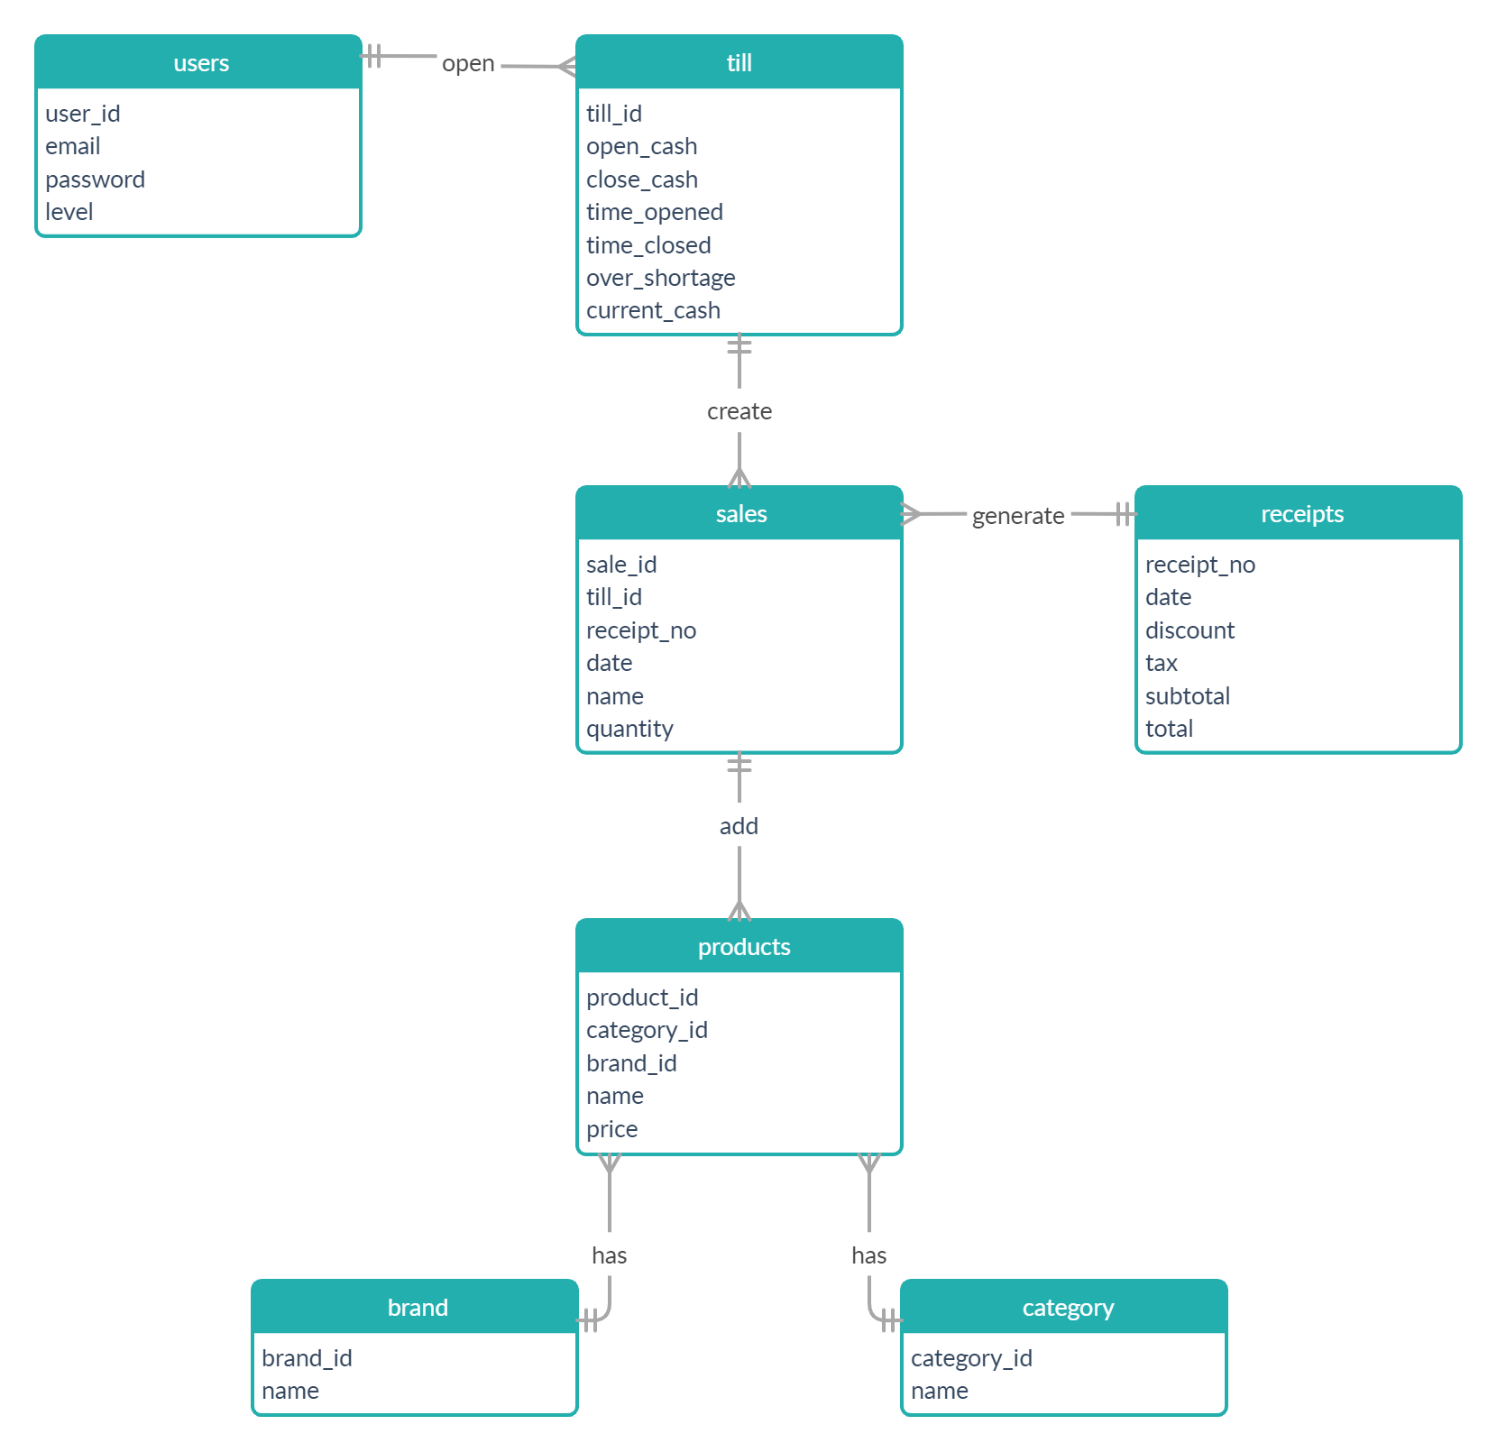 users
user_id
email
password
level
open
till
till_id
open_cash
close_cash
time_opened
time_closed
over_shortage
current_cash
create
sales
sale_id
till_id
receipt_no
date
name
quantity
generate
receipts
receipt_no
date
discount
tax
subtotal
total
add
products
product_id
category_id
brand_id
name
price
has
has
brand
brand_id
name
category
category_id
name